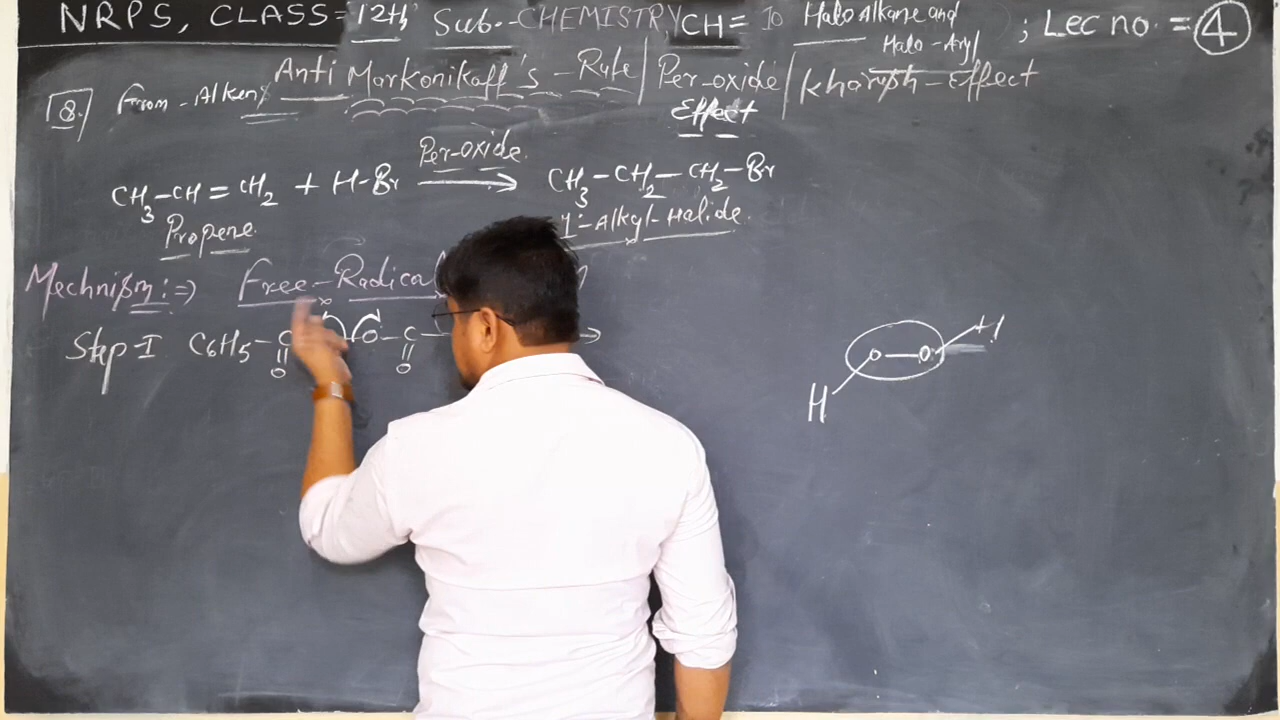 NRPS, CLASS=12th Sub.-CHEMISTRY CH= 10 Halo Alkane and Halo-Aryl ; Lec no. = 4
8. From-Alken Anti Markonikoff's-Rule / Per-oxide Effect / kharsph-Effect
CH3-CH=CH2 + H-Br Per-oxide CH3-CH2-CH2-Br
Propene 1°-Alkyl-Halide.
Mechnism:=> Free-Radical
Step-I C6H5-C O-C-
O O
O-O H
H